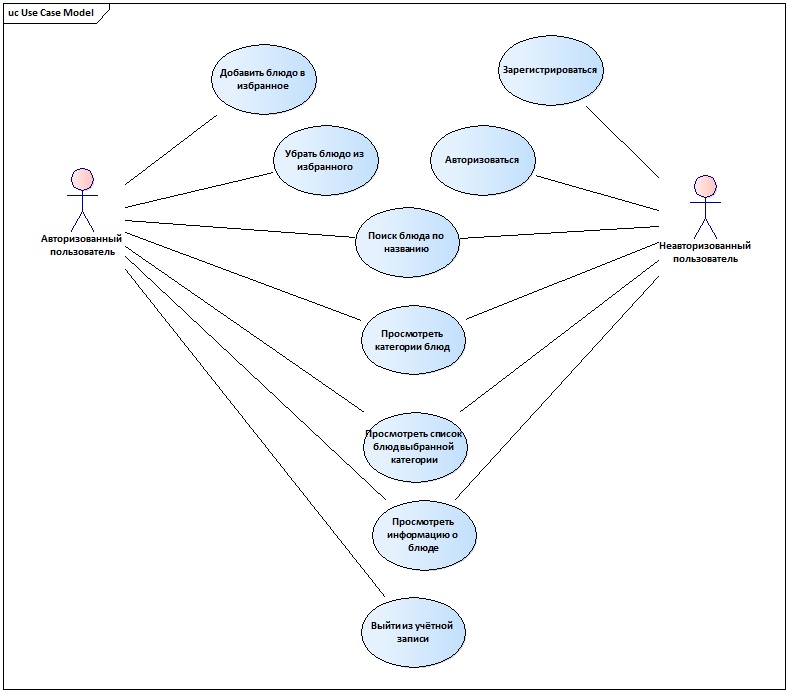 uc Use Case Model
Добавить блюдо в
избранное
Зарегистрироваться
Убрать блюдо из
избранного
Авторизоваться
Авторизованный
пользователь
Неавторизованный
пользователь
Поиск блюда по
названию
Просмотреть
категории блюд
Просмотреть список
блюд выбранной
категории
Просмотреть
информацию о
блюде
Выйти из учётной
записи